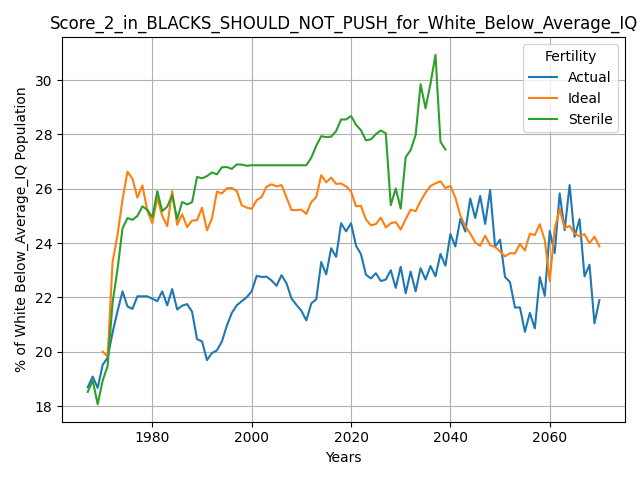 Score_2_in_BLACKS_SHOULD_NOT_PUSH_for_White_Below_Average_IQ
Fertility
Actual
Ideal
Sterile
% of White Below_Average_IQ Population
30
28
26
24
22
20
18
1980
2000
2020
2040
2060
Years